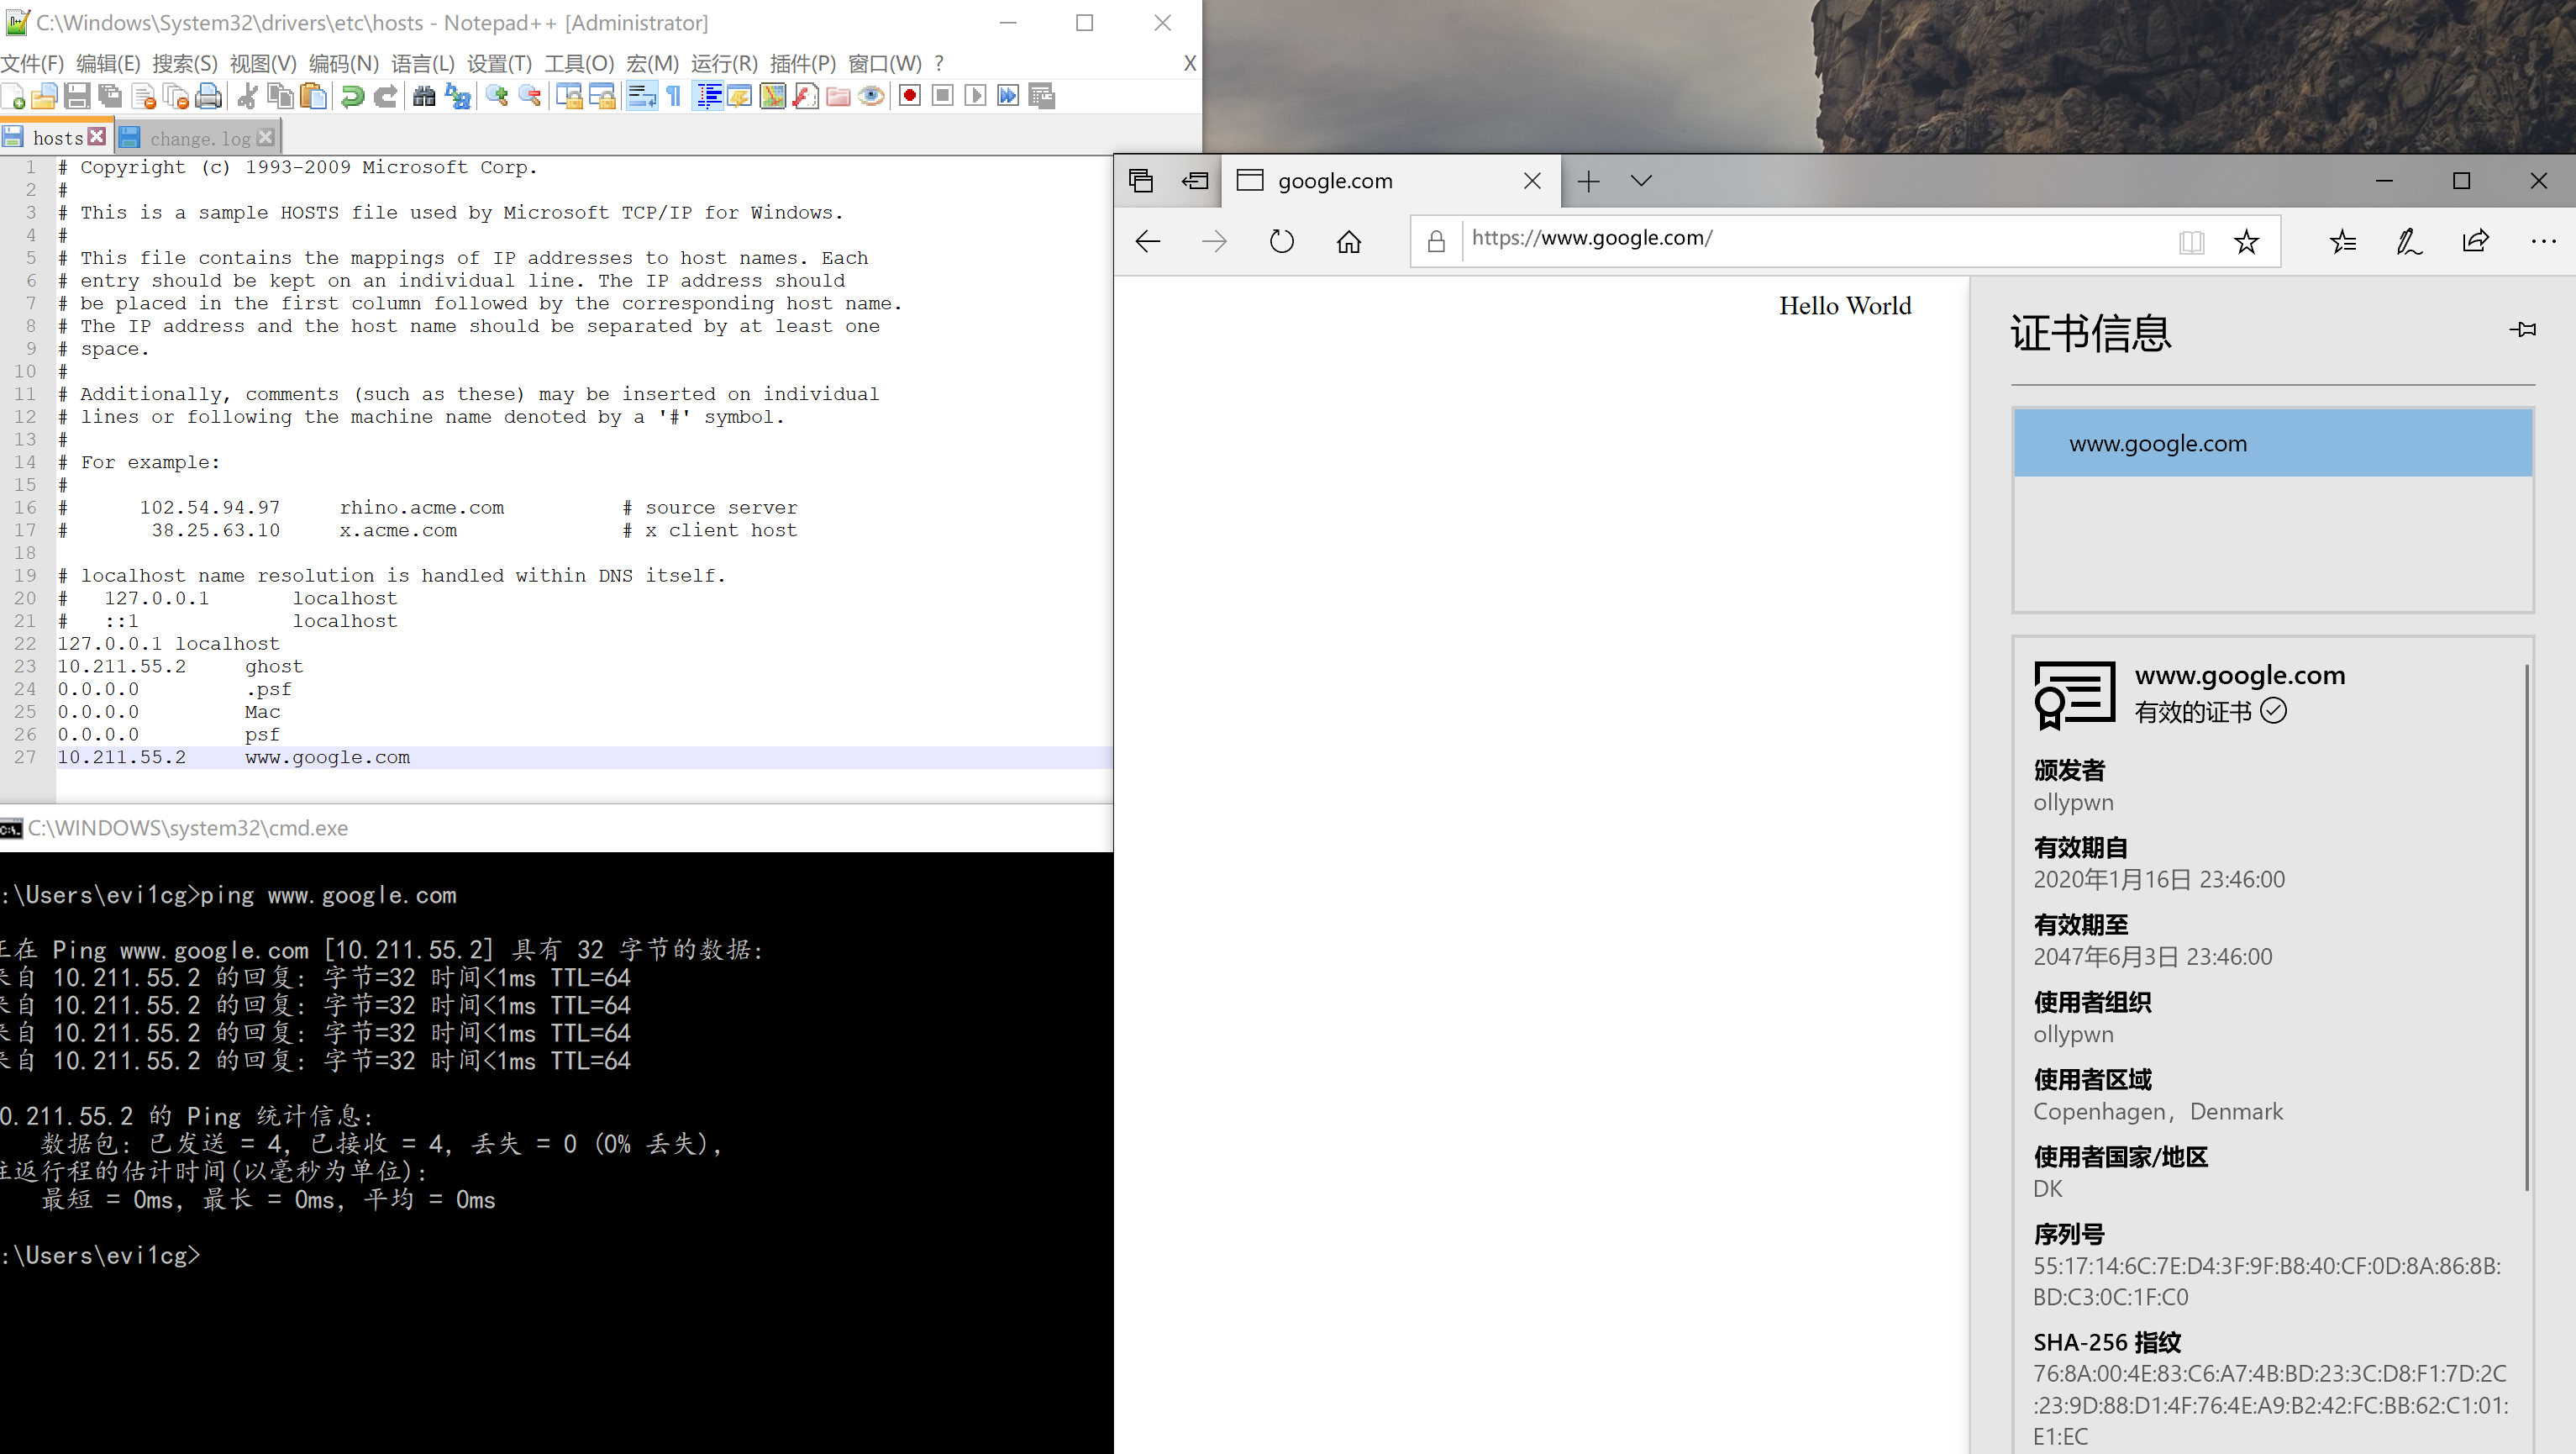 C:\Windows\System32\drivers\etc\hosts - Notepad++ [Administrator]
文件(F) 编辑(E) 搜索(S) 视图(V) 编码(N) 语言(L) 设置(T) 工具(O) 宏(M) 运行(R) 插件(P) 窗口(W) ? X
hosts change.log
1 # Copyright (c) 1993-2009 Microsoft Corp.
2 #
3 # This is a sample HOSTS file used by Microsoft TCP/IP for Windows.
4 #
5 # This file contains the mappings of IP addresses to host names. Each
6 # entry should be kept on an individual line. The IP address should
7 # be placed in the first column followed by the corresponding host name.
8 # The IP address and the host name should be separated by at least one
9 # space.
10 #
11 # Additionally, comments (such as these) may be inserted on individual
12 # lines or following the machine name denoted by a '#' symbol.
13 #
14 # For example:
15 #
16 #      102.54.94.97     rhino.acme.com          # source server
17 #       38.25.63.10     x.acme.com              # x client host
18
19 # localhost name resolution is handled within DNS itself.
20 #   127.0.0.1       localhost
21 #   ::1             localhost
22 127.0.0.1 localhost
23 10.211.55.2     ghost
24 0.0.0.0         .psf
25 0.0.0.0         Mac
26 0.0.0.0         psf
27 10.211.55.2     www.google.com
C:\WINDOWS\system32\cmd.exe
:\Users\evi1cg>ping www.google.com
正在 Ping www.google.com [10.211.55.2] 具有 32 字节的数据:
来自 10.211.55.2 的回复: 字节=32 时间<1ms TTL=64
来自 10.211.55.2 的回复: 字节=32 时间<1ms TTL=64
来自 10.211.55.2 的回复: 字节=32 时间<1ms TTL=64
来自 10.211.55.2 的回复: 字节=32 时间<1ms TTL=64
0.211.55.2 的 Ping 统计信息:
数据包: 已发送 = 4, 已接收 = 4, 丢失 = 0 (0% 丢失),
往返行程的估计时间(以毫秒为单位):
最短 = 0ms, 最长 = 0ms, 平均 = 0ms
:\Users\evi1cg>
google.com
https://www.google.com/
Hello World
证书信息
www.google.com
www.google.com
有效的证书
颁发者
ollypwn
有效期自
2020年1月16日 23:46:00
有效期至
2047年6月3日 23:46:00
使用者组织
ollypwn
使用者区域
Copenhagen, Denmark
使用者国家/地区
DK
序列号
55:17:14:6C:7E:D4:3F:9F:B8:40:CF:0D:8A:86:8B:
BD:C3:0C:1F:C0
SHA-256 指纹
76:8A:00:4E:83:C6:A7:4B:BD:23:3C:D8:F1:7D:2C
:23:9D:88:D1:4F:76:4E:A9:B2:42:FC:BB:62:C1:01:
E1:EC